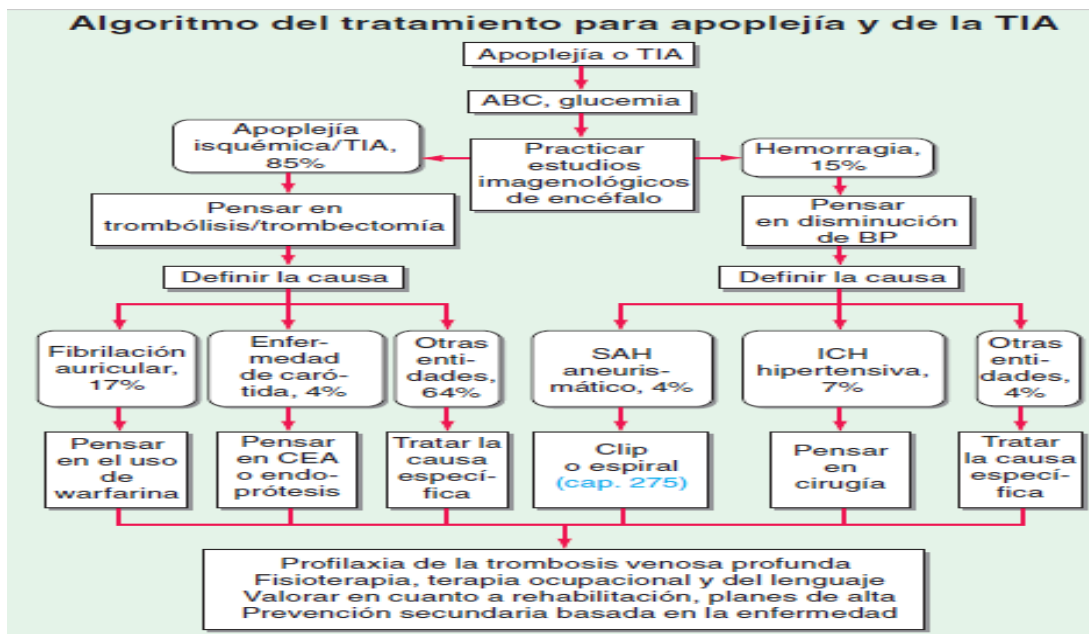 Algoritmo del tratamiento para apoplejía y de la TIA
Apoplejía o TIA
ABC, glucemia
Practicar
estudios
imagenológicos
de encéfalo
Apoplejía
isquémica/TIA,
85%
Pensar en
trombólisis/trombectomía
Definir la causa
Fibrilación
auricular,
17%
Enfer-
medad
de caró-
tida, 4%
Otras
enti-
dades,
64%
Pensar
en el uso
de
warfarina
Pensar
en CEA
o endo-
prótesis
Tratar la
causa
especí-
fica
Hemorragia,
15%
Pensar
en disminución
de BP
Definir la causa
SAH
aneuris-
mático, 4%
ICH
hipertensiva,
7%
Otras
enti-
dades,
4%
Clip
o espiral
(cap. 275)
Pensar
en
cirugía
Tratar
la causa
especí-
fica
Profilaxia de la trombosis venosa profunda
Fisioterapia, terapia ocupacional y del lenguaje
Valorar en cuanto a rehabilitación, planes de alta
Prevención secundaria basada en la enfermedad